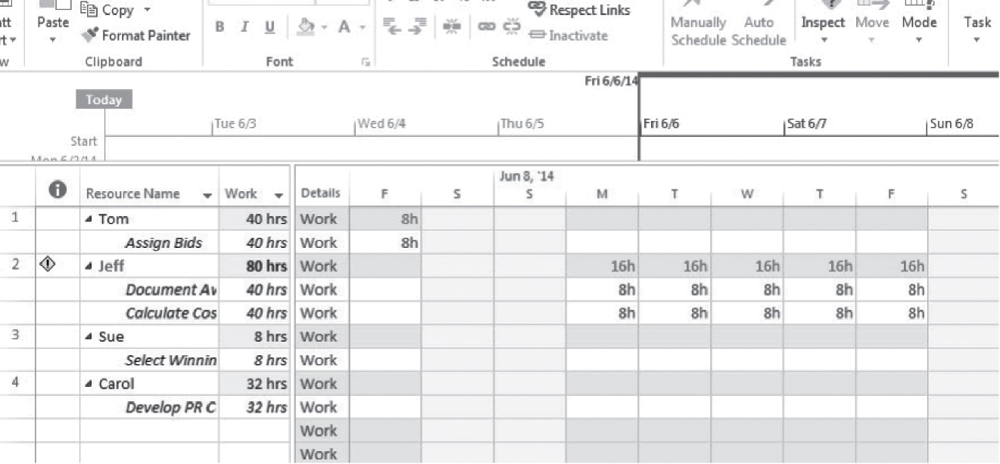 Copy
Respect Links
Paste
Format Painter
B I U A
Inactivate
Manually Schedule
Auto Schedule
Inspect
Move
Mode
Task
Clipboard
Font
Schedule
Tasks
Fri 6/6/14
Today
Tue 6/3 Wed 6/4 Thu 6/5 Fri 6/6 Sat 6/7 Sun 6/8
Start
Mon 6/2/14
Jun 8, '14
Resource Name Work Details F S S M T W T F S
1 Tom 40 hrs Work 8h
Assign Bids 40 hrs Work 8h
2 Jeff 80 hrs Work 16h 16h 16h 16h 16h
Document Av 40 hrs Work 8h 8h 8h 8h 8h
Calculate Cos 40 hrs Work 8h 8h 8h 8h 8h
3 Sue 8 hrs Work
Select Winnin 8 hrs Work
4 Carol 32 hrs Work
Develop PR C 32 hrs Work
Work
Work